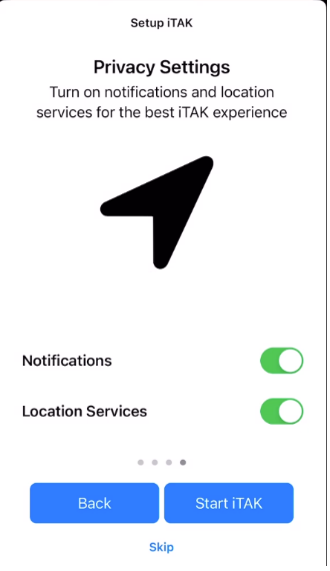 Setup iTAK
Privacy Settings
Turn on notifications and location
services for the best iTAK experience
Notifications
Location Services
Back
Start iTAK
Skip